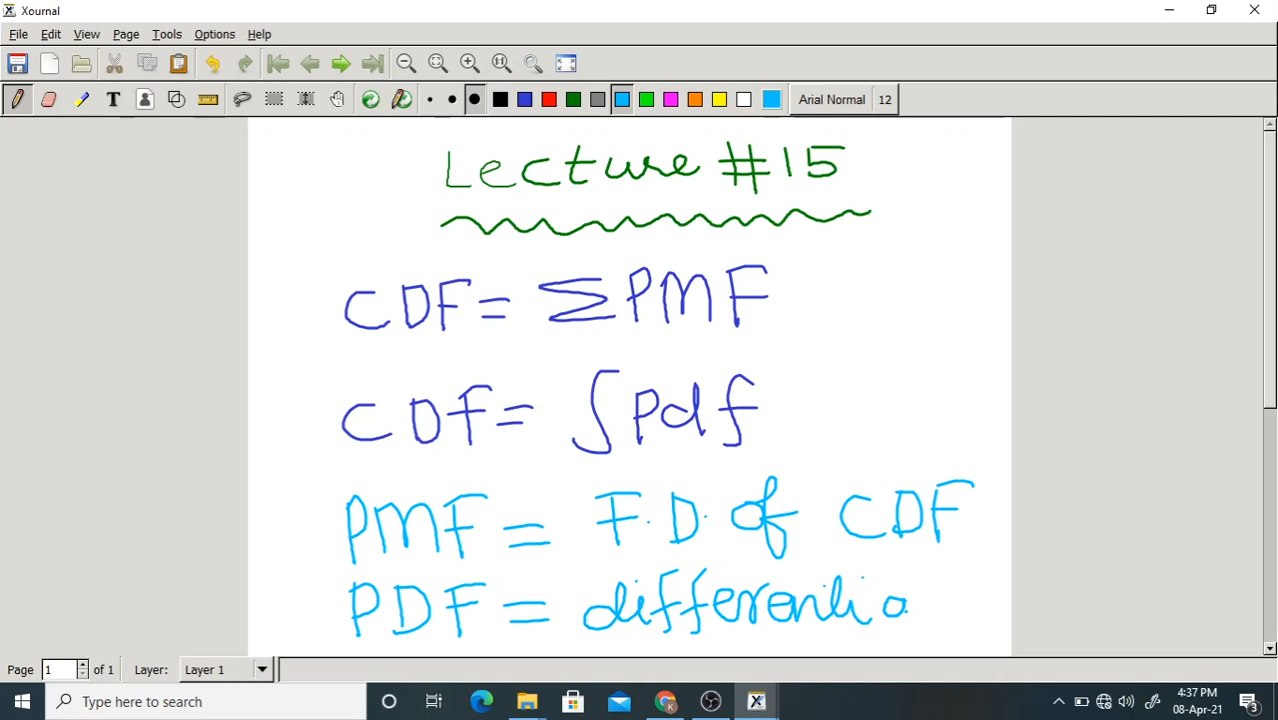 Xournal
File Edit View Page Tools Options Help
Arial Normal 12
Lecture #15
CDF = ΣPMF
CDf = ∫Pdf
PMF = F.D. of CDF
PDF = differentia
Page 1 of 1 Layer: Layer 1
Type here to search
4:37 PM
08-Apr-21
3